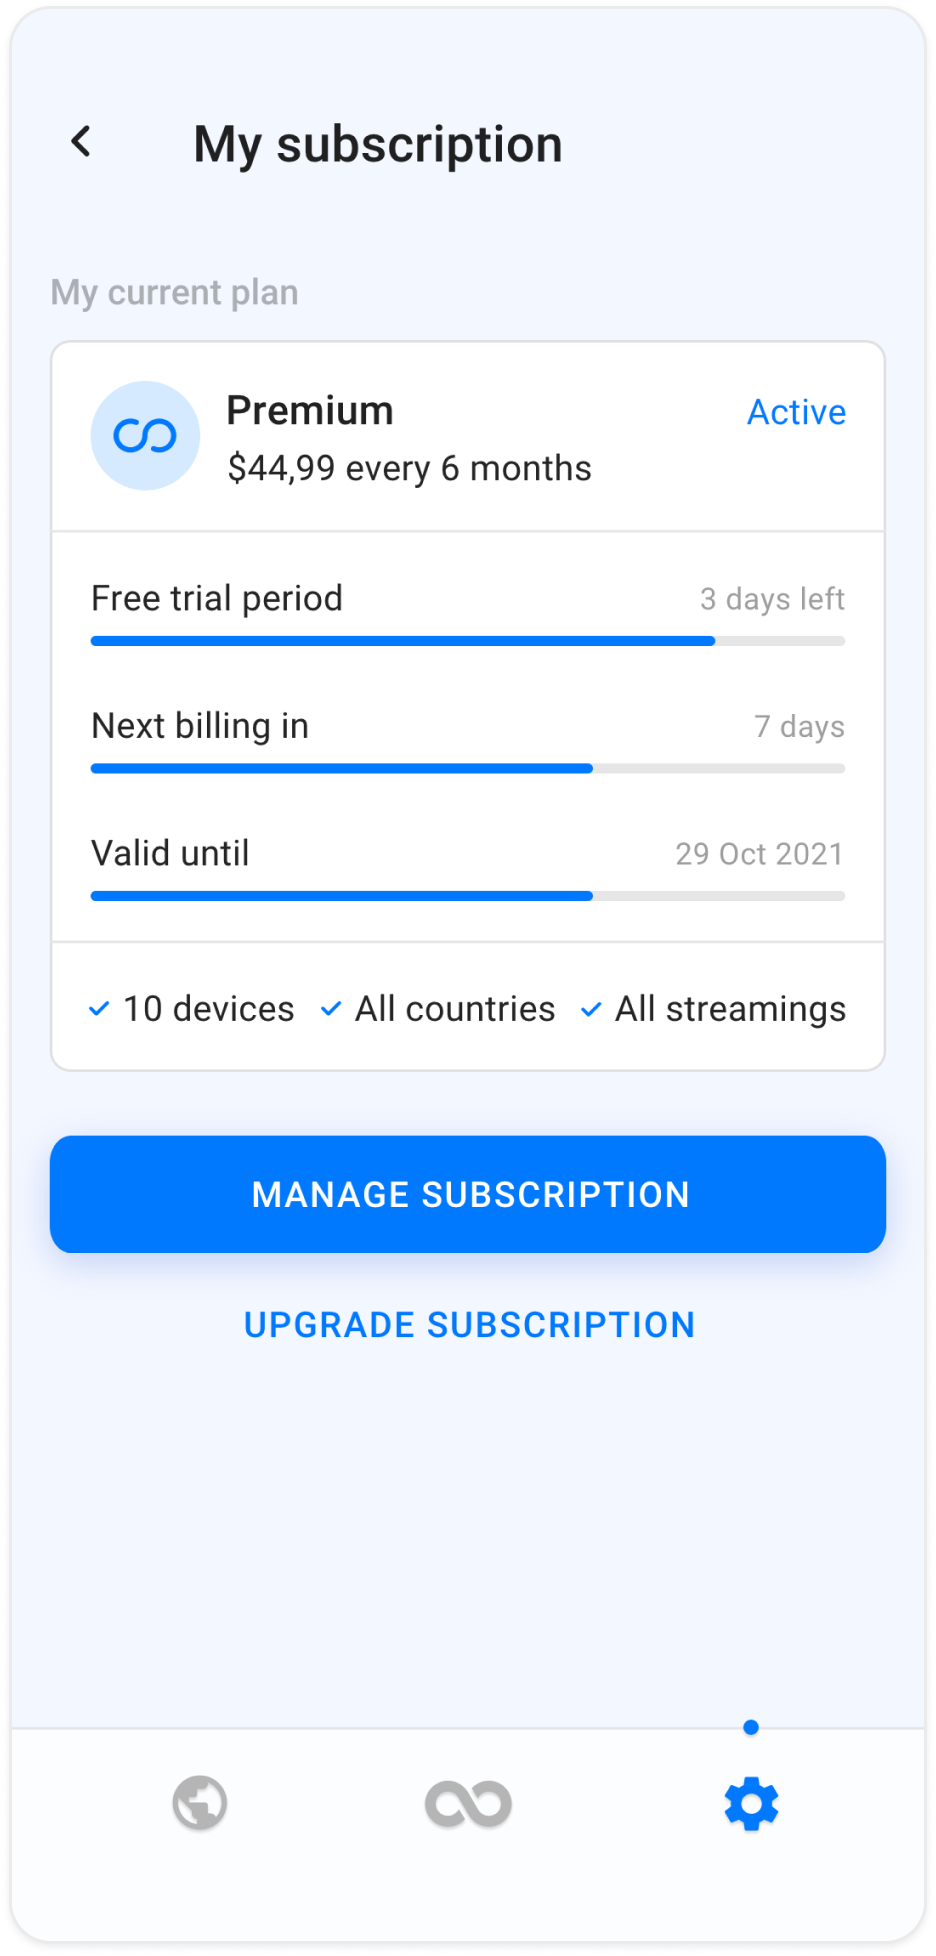 My subscription
My current plan
Premium
Active
$44,99 every 6 months
Free trial period 3 days left
Next billing in 7 days
Valid until 29 Oct 2021
10 devices All countries All streamings
MANAGE SUBSCRIPTION
UPGRADE SUBSCRIPTION